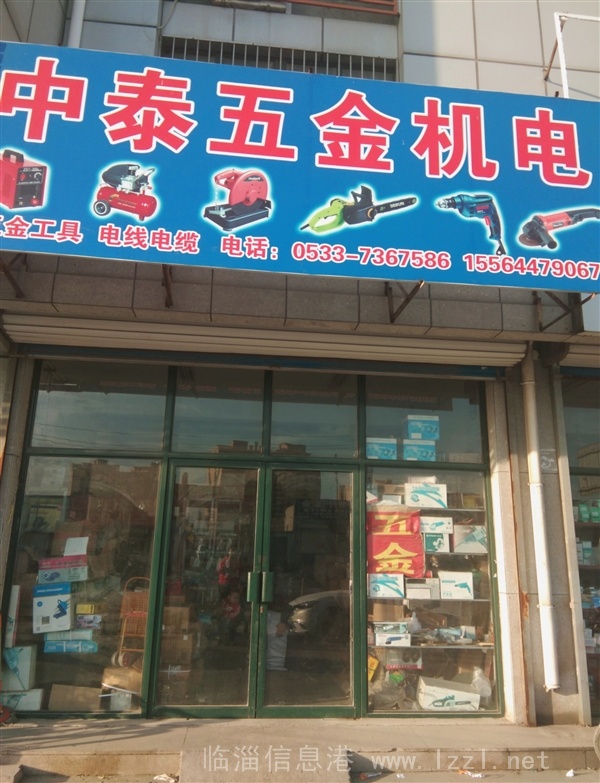 中泰五金机电
五金工具 电线电缆 电话：0533-7367586 15564479067
五金
临淄信息港 www.lzzl.net